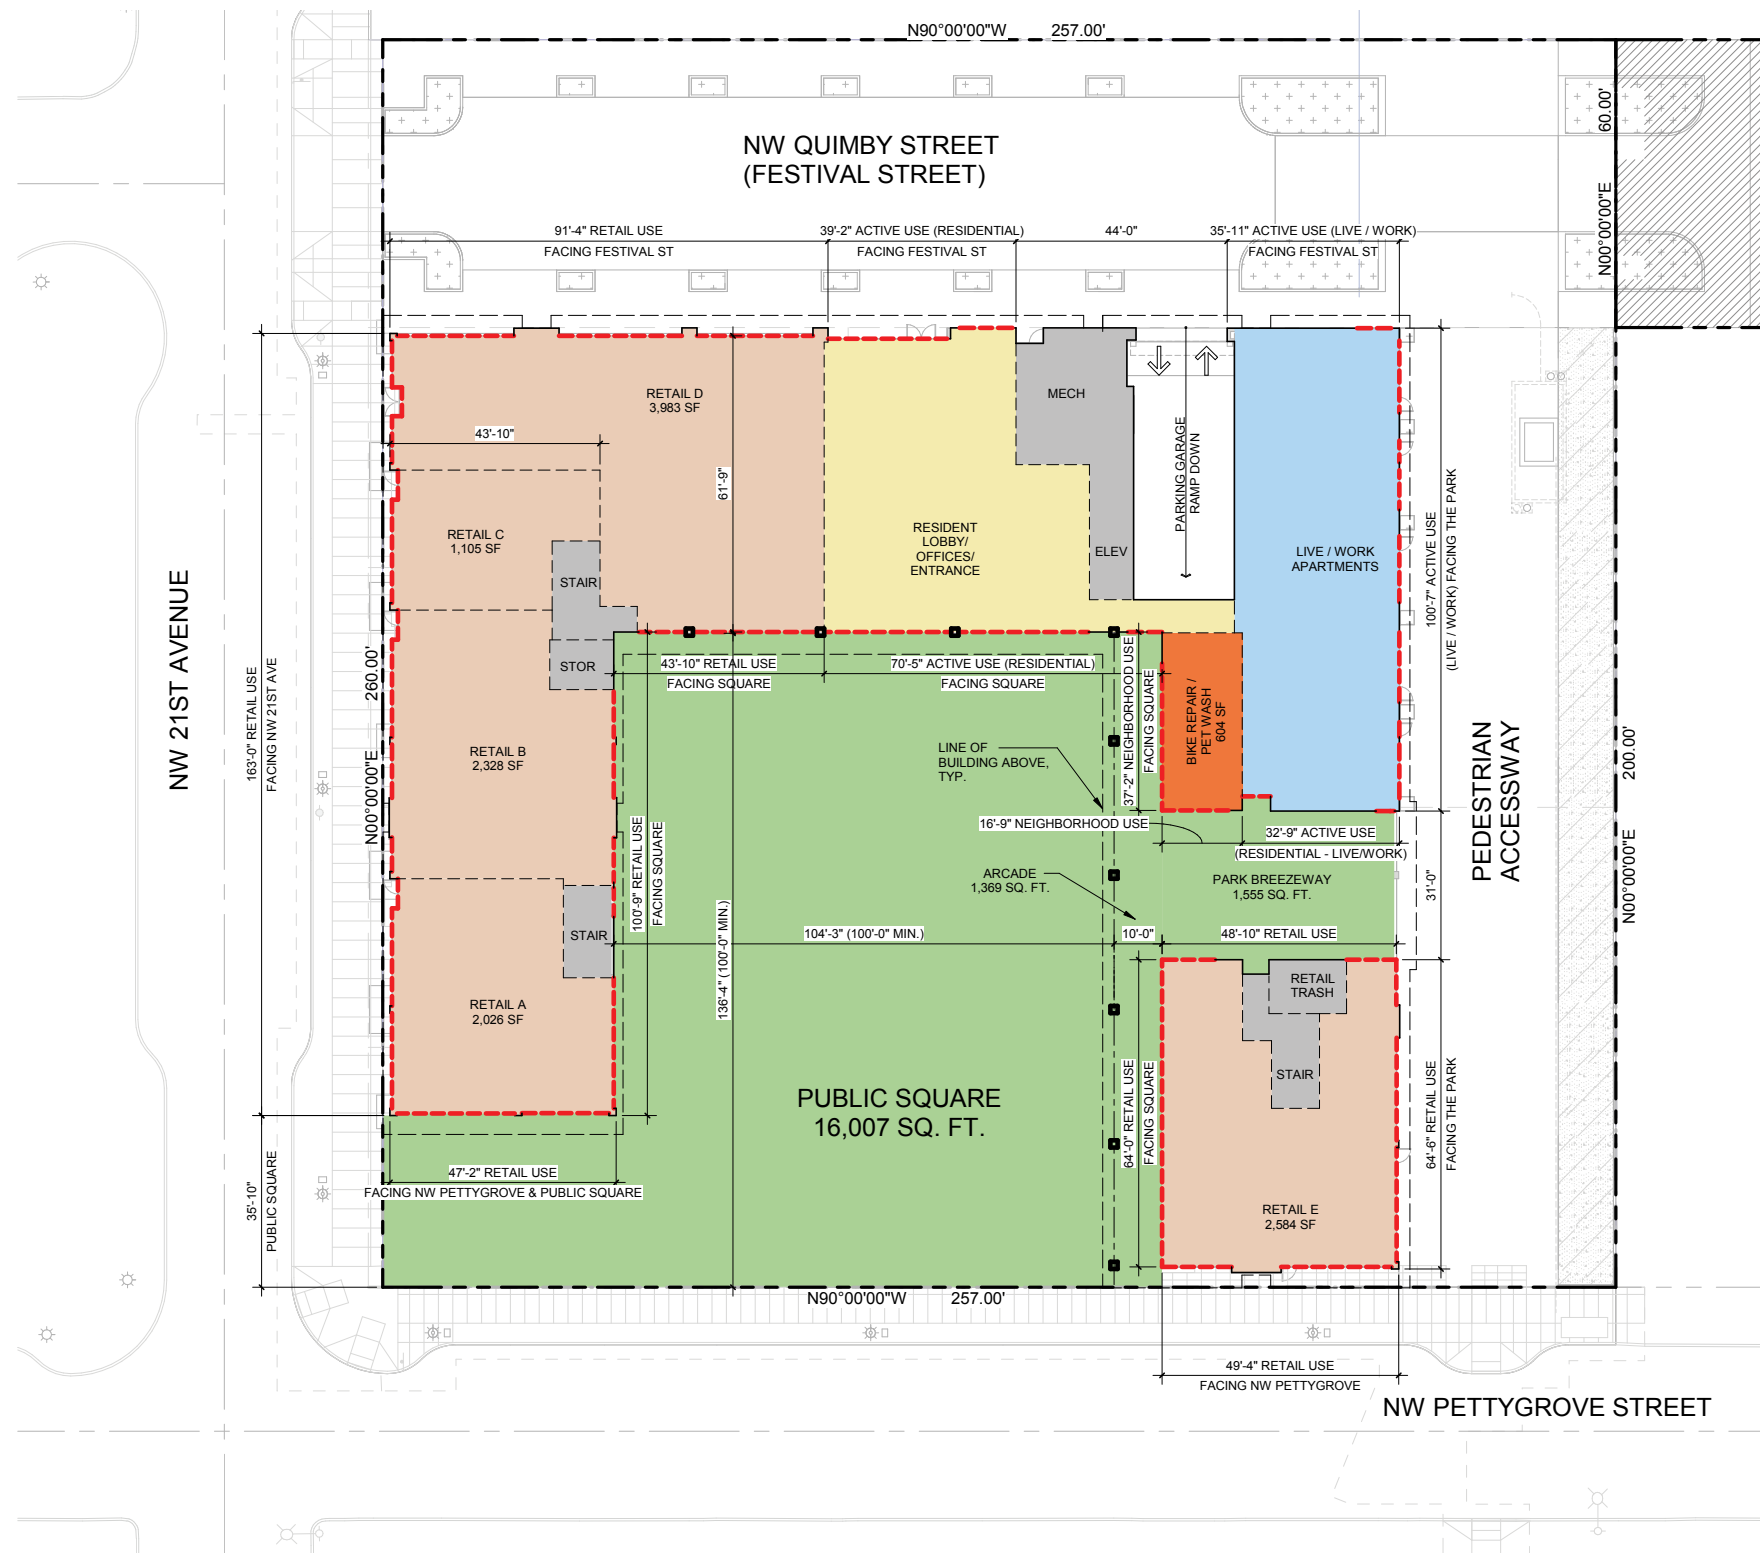 N90°00'00"W 257.00'
NW QUIMBY STREET
(FESTIVAL STREET)
60.00'
N00°00'00"E
91'-4" RETAIL USE
FACING FESTIVAL ST
39'-2" ACTIVE USE (RESIDENTIAL)
FACING FESTIVAL ST
44'-0"
35'-11" ACTIVE USE (LIVE / WORK)
FACING FESTIVAL ST
RETAIL D
3,983 SF
MECH
43'-10"
61'-9"
PARKING GARAGE
RAMP DOWN
RETAIL C
1,105 SF
RESIDENT
LOBBY/
OFFICES/
ENTRANCE
ELEV
LIVE / WORK
APARTMENTS
100'-7" ACTIVE USE
(LIVE / WORK) FACING THE PARK
STAIR
NW 21ST AVENUE
163'-0" RETAIL USE
FACING NW 21ST AVE
260.00'
N00°00'00"E
STOR
43'-10" RETAIL USE
FACING SQUARE
70'-5" ACTIVE USE (RESIDENTIAL)
FACING SQUARE
37'-2" NEIGHBORHOOD USE
FACING SQUARE
BIKE REPAIR /
PET WASH
604 SF
RETAIL B
2,328 SF
LINE OF
BUILDING ABOVE,
TYP.
PEDESTRIAN
ACCESSWAY
200.00'
N00°00'00"E
16'-9" NEIGHBORHOOD USE
32'-9" ACTIVE USE
(RESIDENTIAL - LIVE/WORK)
100'-9" RETAIL USE
FACING SQUARE
ARCADE
1,369 SQ. FT.
PARK BREEZEWAY
1,555 SQ. FT.
31'-0"
STAIR
136'-4" (100'-0" MIN.)
104'-3" (100'-0" MIN.)
10'-0"
48'-10" RETAIL USE
RETAIL A
2,026 SF
RETAIL
TRASH
STAIR
PUBLIC SQUARE
16,007 SQ. FT.
64'-0" RETAIL USE
FACING SQUARE
64'-6" RETAIL USE
FACING THE PARK
47'-2" RETAIL USE
FACING NW PETTYGROVE & PUBLIC SQUARE
35'-10"
PUBLIC SQUARE
RETAIL E
2,584 SF
N90°00'00"W 257.00'
49'-4" RETAIL USE
FACING NW PETTYGROVE
NW PETTYGROVE STREET